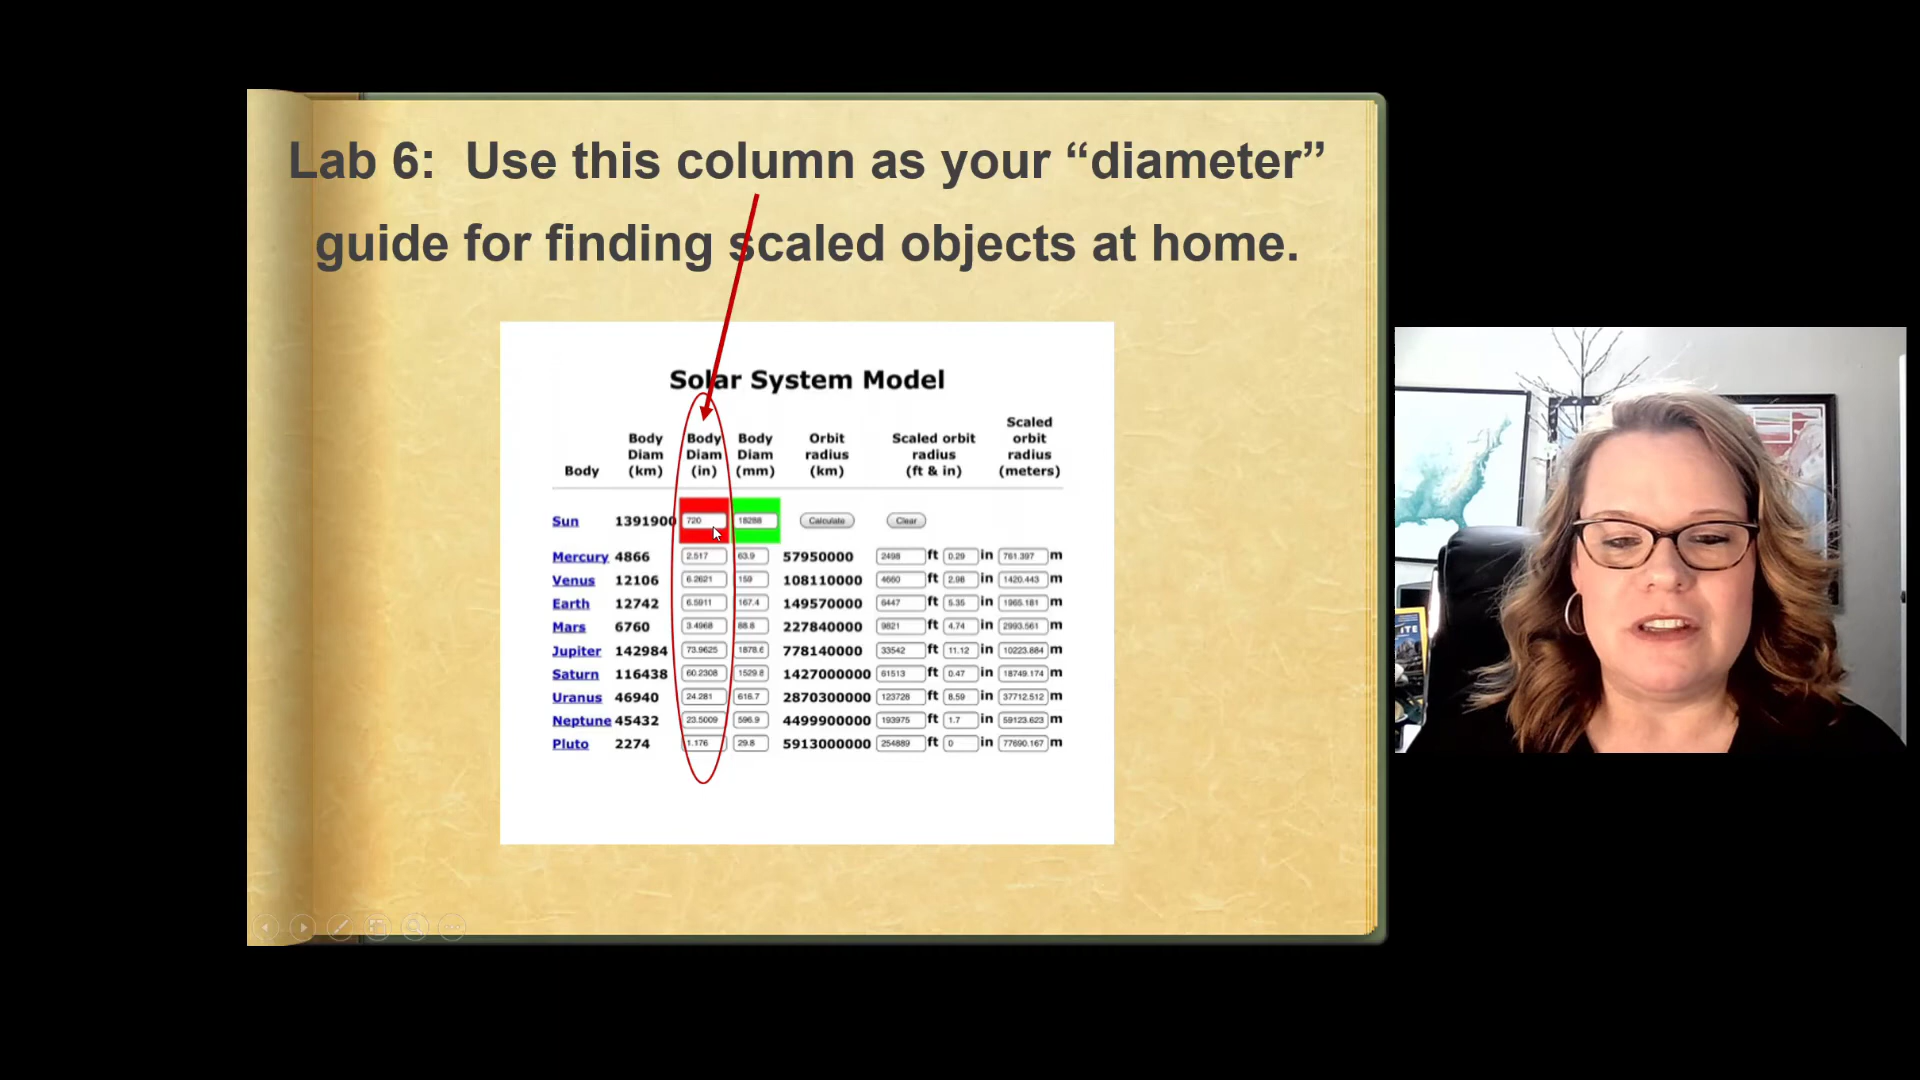 Lab 6: Use this column as your “diameter”
guide for finding scaled objects at home.
Solar System Model
Body Body Diam (km) Body Diam (in) Body Diam (mm) Orbit radius (km) Scaled orbit radius (ft & in) Scaled orbit radius (meters)
Sun 1391900 720 18288 Calculate Clear
Mercury 4866 2.517 63.9 57950000 2498 ft 0.29 in 761.397 m
Venus 12106 6.2621 159 108110000 4660 ft 2.98 in 1420.443 m
Earth 12742 6.5911 167.4 149570000 6447 ft 5.35 in 1965.181 m
Mars 6760 3.4968 88.8 227840000 9821 ft 4.74 in 2993.561 m
Jupiter 142984 73.9625 1878.6 778140000 33542 ft 11.12 in 10223.884 m
Saturn 116438 60.2308 1529.8 1427000000 61513 ft 0.47 in 18749.174 m
Uranus 46940 24.281 616.7 2870300000 123728 ft 8.59 in 37712.512 m
Neptune 45432 23.5009 596.9 4499900000 193975 ft 1.7 in 59123.623 m
Pluto 2274 1.176 29.8 5913000000 254889 ft 0 in 77690.167 m